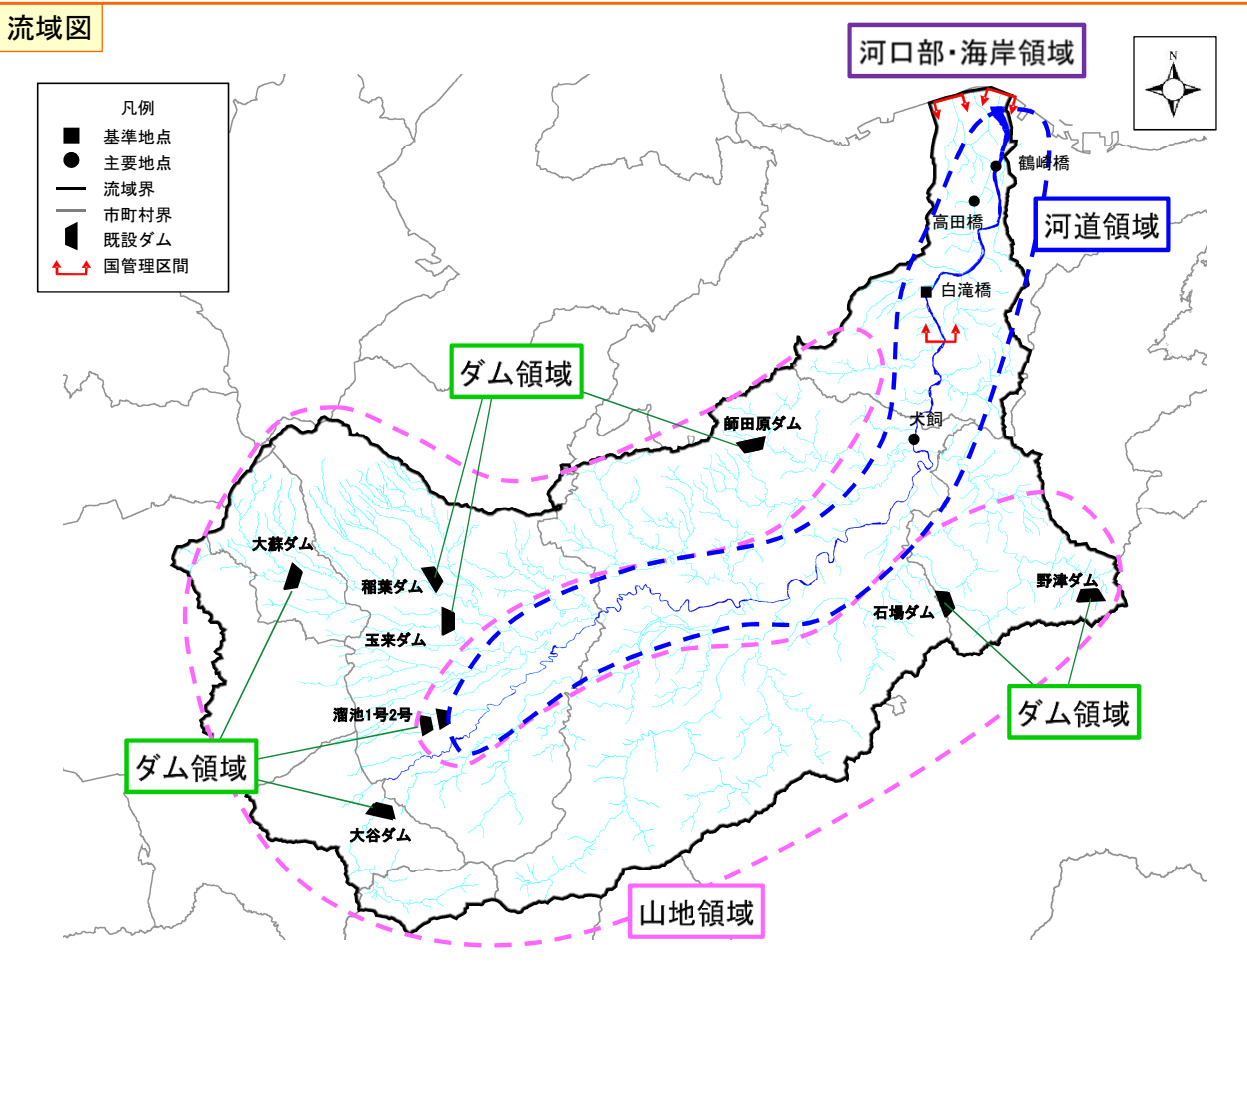 流域図
河口部・海岸領域
N
凡例
基準地点
主要地点
流域界
市町村界
既設ダム
国管理区間
鶴崎橋
高田橋
河道領域
白滝橋
ダム領域
師田原ダム
犬飼
大蘇ダム
稲葉ダム
玉来ダム
野津ダム
石場ダム
溜池1号2号
ダム領域
ダム領域
大谷ダム
山地領域